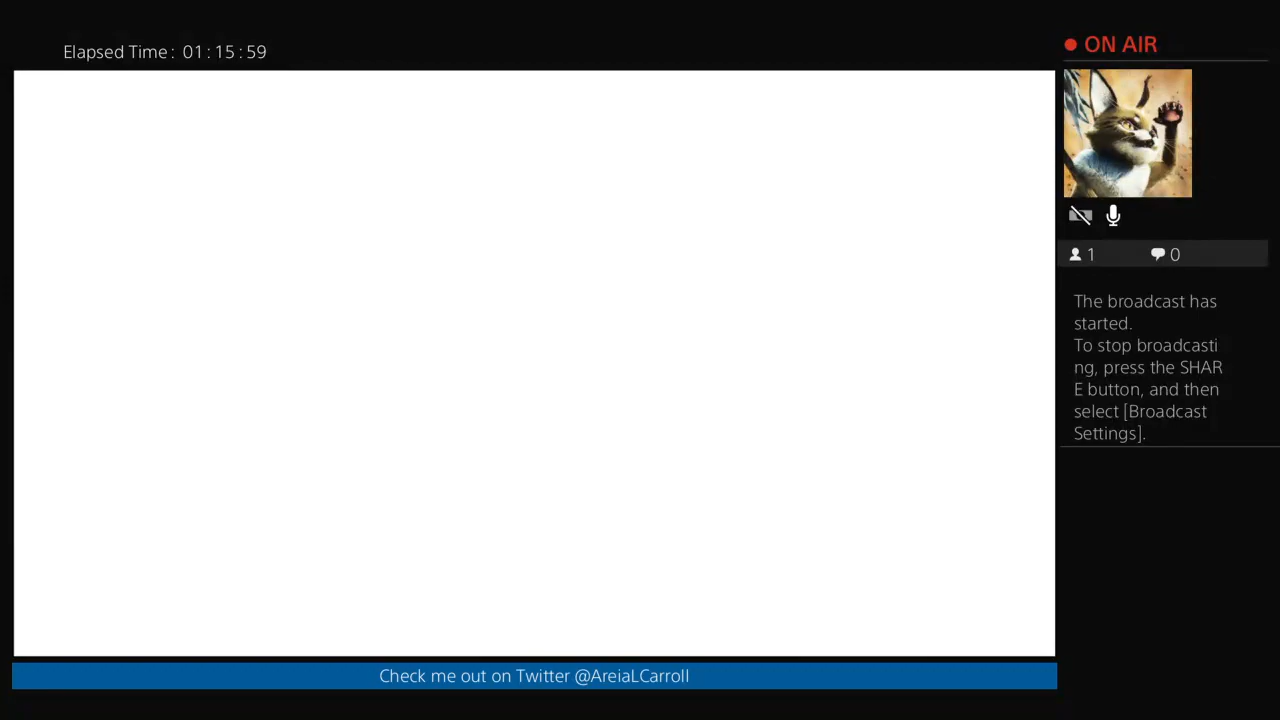 Elapsed Time: 01:15:59
ON AIR
1 0
The broadcast has
started.
To stop broadcasti
ng, press the SHAR
E button, and then
select [Broadcast
Settings].
Check me out on Twitter @AreiaLCarroll